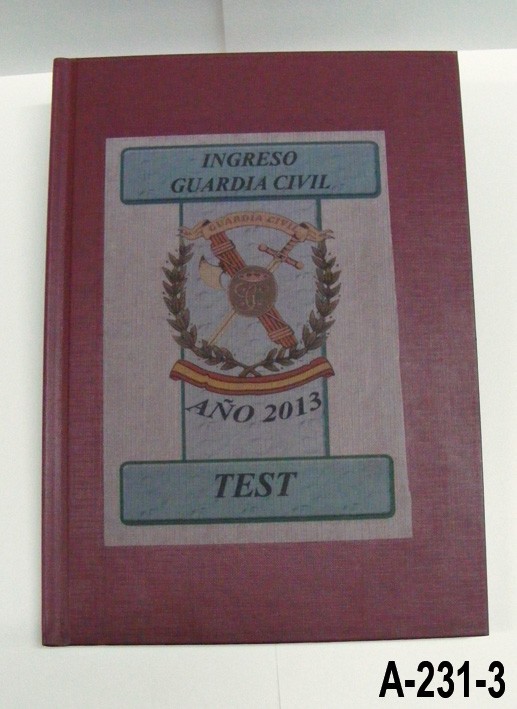 INGRESO
GUARDIA CIVIL
GUARDIA CIVIL
AÑO 2013
TEST
A-231-3